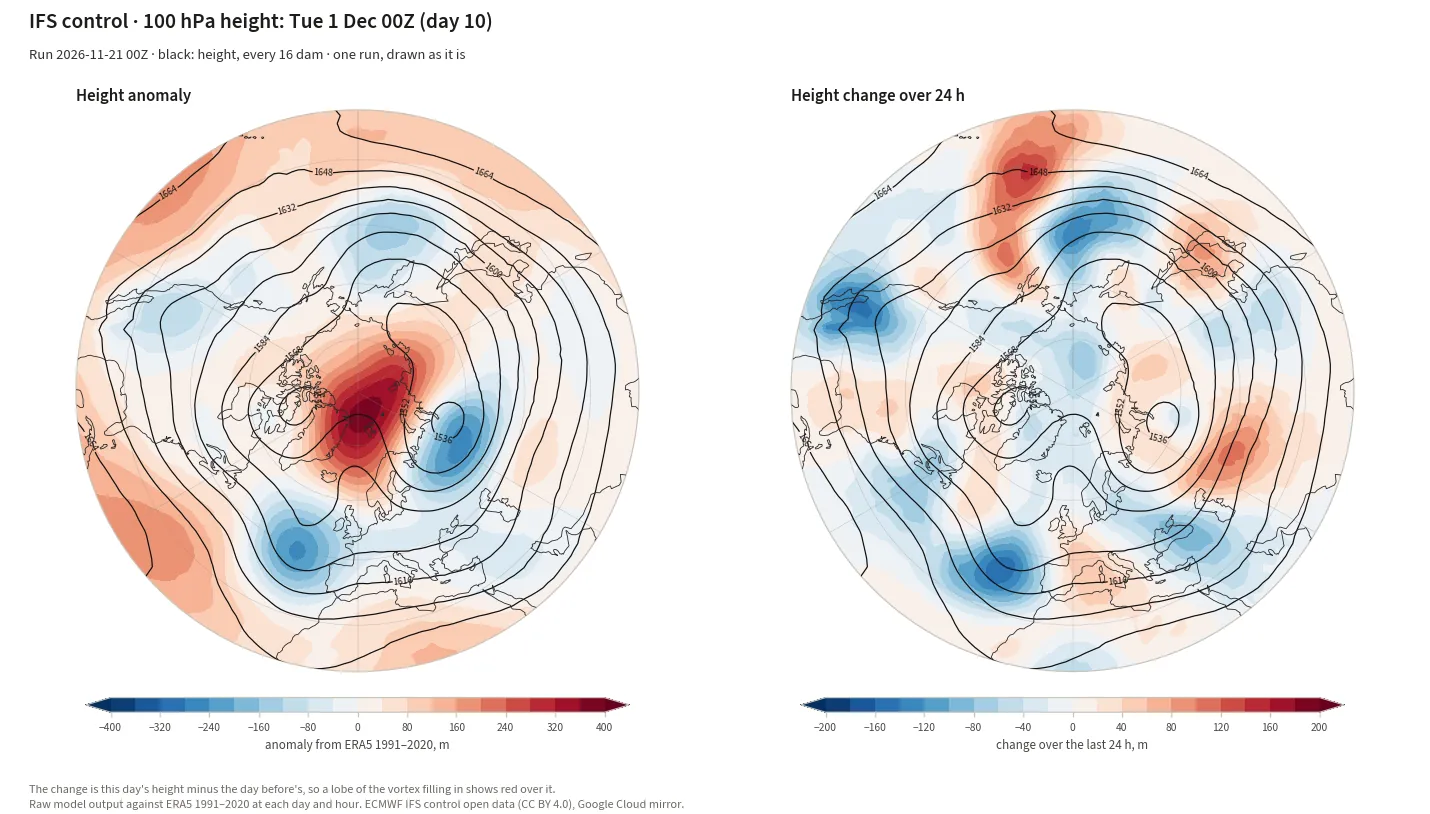 IFS control · 100 hPa height: Tue 1 Dec 00Z (day 10)
Run 2026-11-21 00Z · black: height, every 16 dam · one run, drawn as it is
Height anomaly
Height change over 24 h
1664
1648
1664
1632
1600
1584
1568
1552
1536
1616
1664
1648
1664
1632
1600
1584
1568
1552
1536
1616
−400 −320 −240 −160 −80 0 80 160 240 320 400
anomaly from ERA5 1991–2020, m
−200 −160 −120 −80 −40 0 40 80 120 160 200
change over the last 24 h, m
The change is this day's height minus the day before's, so a lobe of the vortex filling in shows red over it.
Raw model output against ERA5 1991–2020 at each day and hour. ECMWF IFS control open data (CC BY 4.0), Google Cloud mirror.